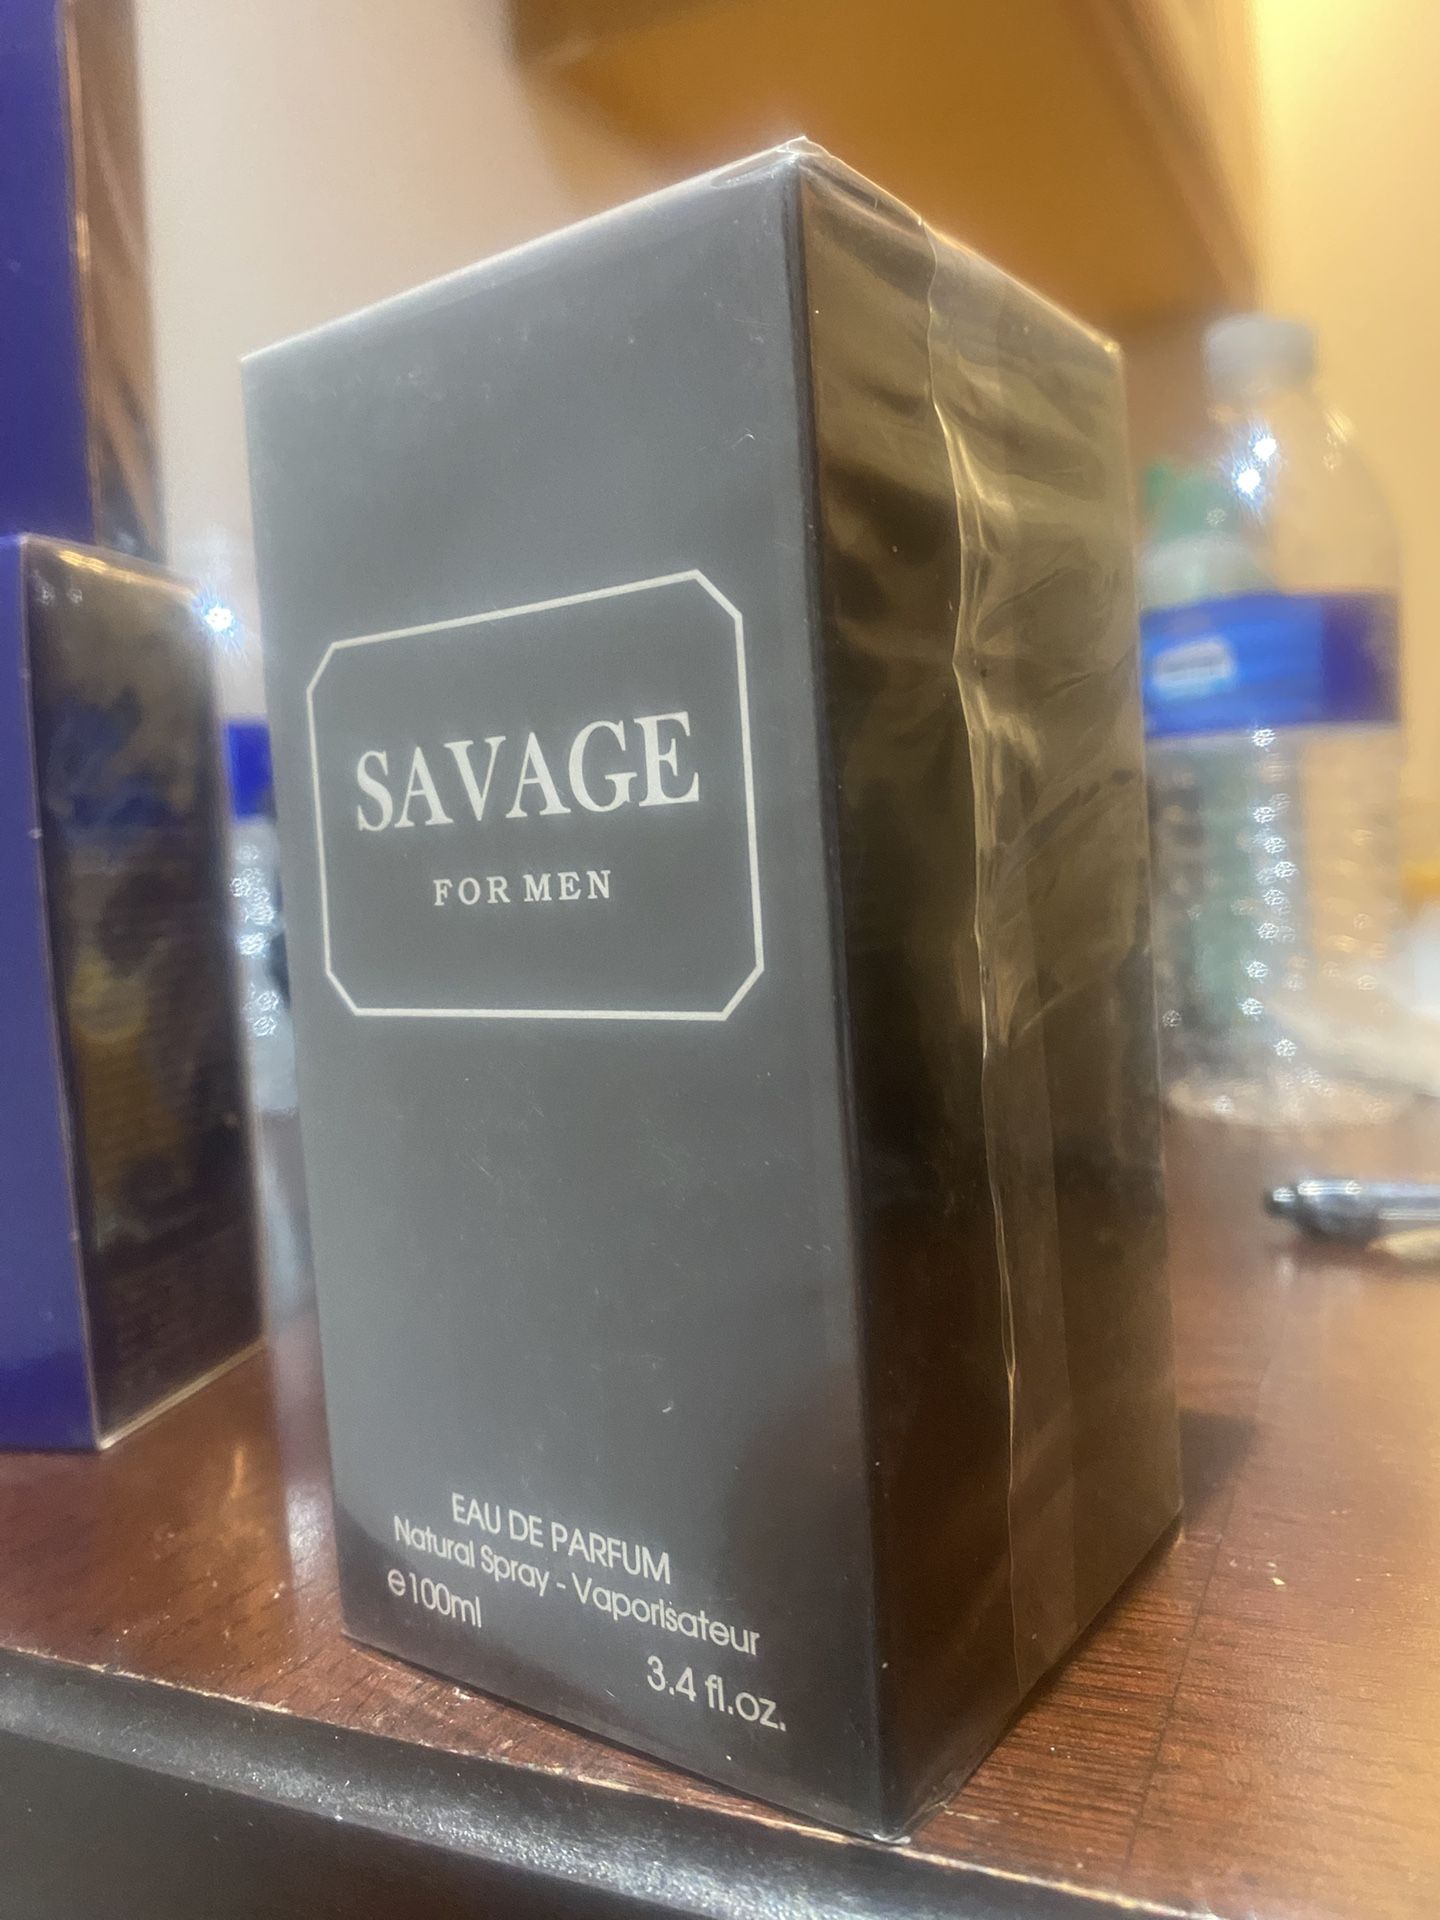 SAVAGE
FOR MEN
EAU DE PARFUM
Natural Spray - Vaporisateur
e100ml
3.4 fl.oz.